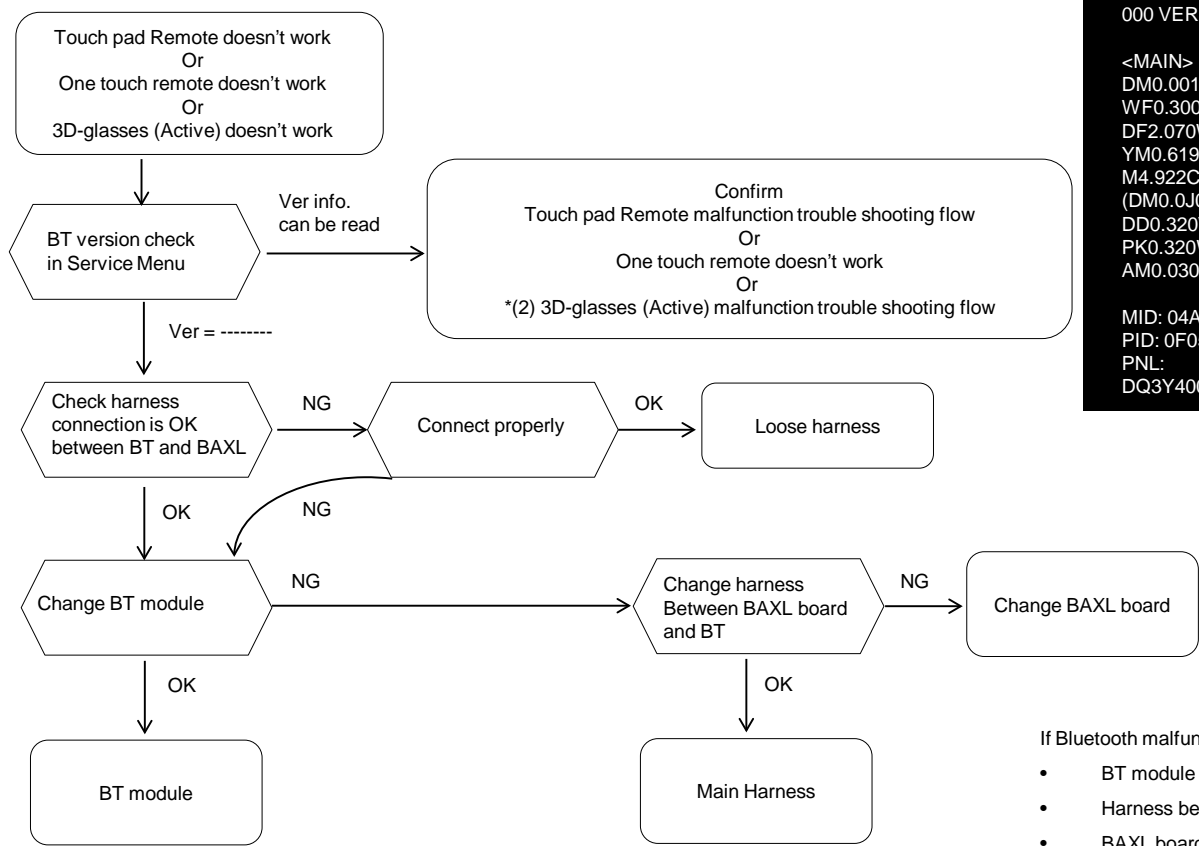 Touch pad Remote doesn't work
Or
One touch remote doesn't work
Or
3D-glasses (Active) doesn't work
BT version check
in Service Menu
Ver info.
can be read
Confirm
Touch pad Remote malfunction trouble shooting flow
Or
One touch remote doesn't work
Or
*(2) 3D-glasses (Active) malfunction trouble shooting flow
Ver = --------
Check harness
connection is OK
between BT and BAXL
NG
Connect properly
OK
Loose harness
OK
NG
Change BT module
NG
Change harness
Between BAXL board
and BT
NG
Change BAXL board
OK
BT module
OK
Main Harness
000 VER
<MAIN>
DM0.001
WF0.300
DF2.070
YM0.619
M4.922C
DD0.320
PK0.320
AM0.030
MID: 04A
PID:
PNL:
DQ3Y40
If Bluetooth
• BT module
• Harness
• BAXL